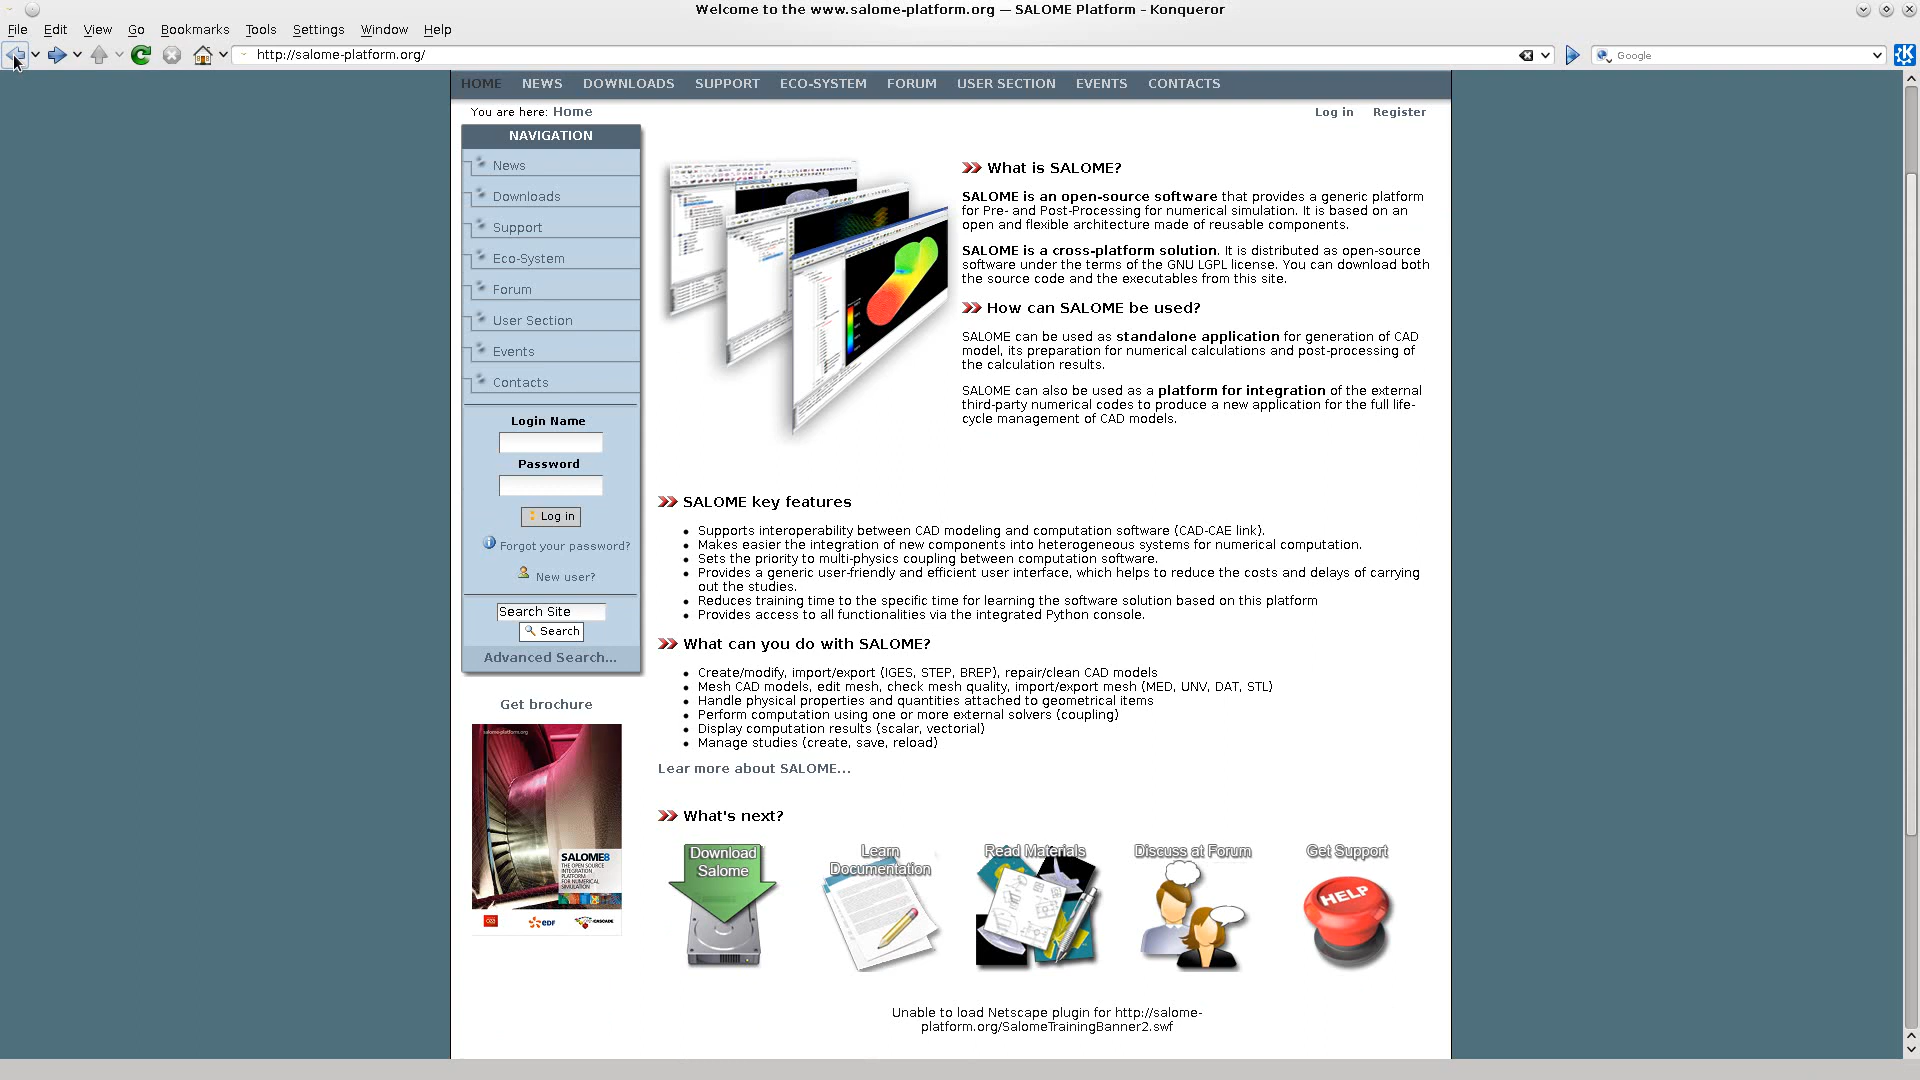 Welcome to the www.salome-platform.org — SALOME Platform - Konqueror
File Edit View Go Bookmarks Tools Settings Window Help
http://salome-platform.org/
Google
HOME NEWS DOWNLOADS SUPPORT ECO-SYSTEM FORUM USER SECTION EVENTS CONTACTS
You are here: Home
Log in Register
NAVIGATION
News
Downloads
Support
Eco-System
Forum
User Section
Events
Contacts
Login Name
Password
Log in
Forgot your password?
New user?
Search Site
Search
Advanced Search...
Get brochure
salome-platform.org
SALOME8
THE OPEN SOURCE
INTEGRATION
PLATFORM
FOR NUMERICAL
SIMULATION
cea
edf
CASCADE
What is SALOME?
SALOME is an open-source software that provides a generic platform
for Pre- and Post-Processing for numerical simulation. It is based on an
open and flexible architecture made of reusable components.
SALOME is a cross-platform solution. It is distributed as open-source
software under the terms of the GNU LGPL license. You can download both
the source code and the executables from this site.
How can SALOME be used?
SALOME can be used as standalone application for generation of CAD
model, its preparation for numerical calculations and post-processing of
the calculation results.
SALOME can also be used as a platform for integration of the external
third-party numerical codes to produce a new application for the full life-
cycle management of CAD models.
SALOME key features
Supports interoperability between CAD modeling and computation software (CAD-CAE link).
Makes easier the integration of new components into heterogeneous systems for numerical computation.
Sets the priority to multi-physics coupling between computation software.
Provides a generic user-friendly and efficient user interface, which helps to reduce the costs and delays of carrying
out the studies.
Reduces training time to the specific time for learning the software solution based on this platform
Provides access to all functionalities via the integrated Python console.
What can you do with SALOME?
Create/modify, import/export (IGES, STEP, BREP), repair/clean CAD models
Mesh CAD models, edit mesh, check mesh quality, import/export mesh (MED, UNV, DAT, STL)
Handle physical properties and quantities attached to geometrical items
Perform computation using one or more external solvers (coupling)
Display computation results (scalar, vectorial)
Manage studies (create, save, reload)
Lear more about SALOME...
What's next?
Download
Salome
Learn
Documentation
Read Materials
Discuss at Forum
Get Support
HELP
Unable to load Netscape plugin for http://salome-
platform.org/SalomeTrainingBanner2.swf